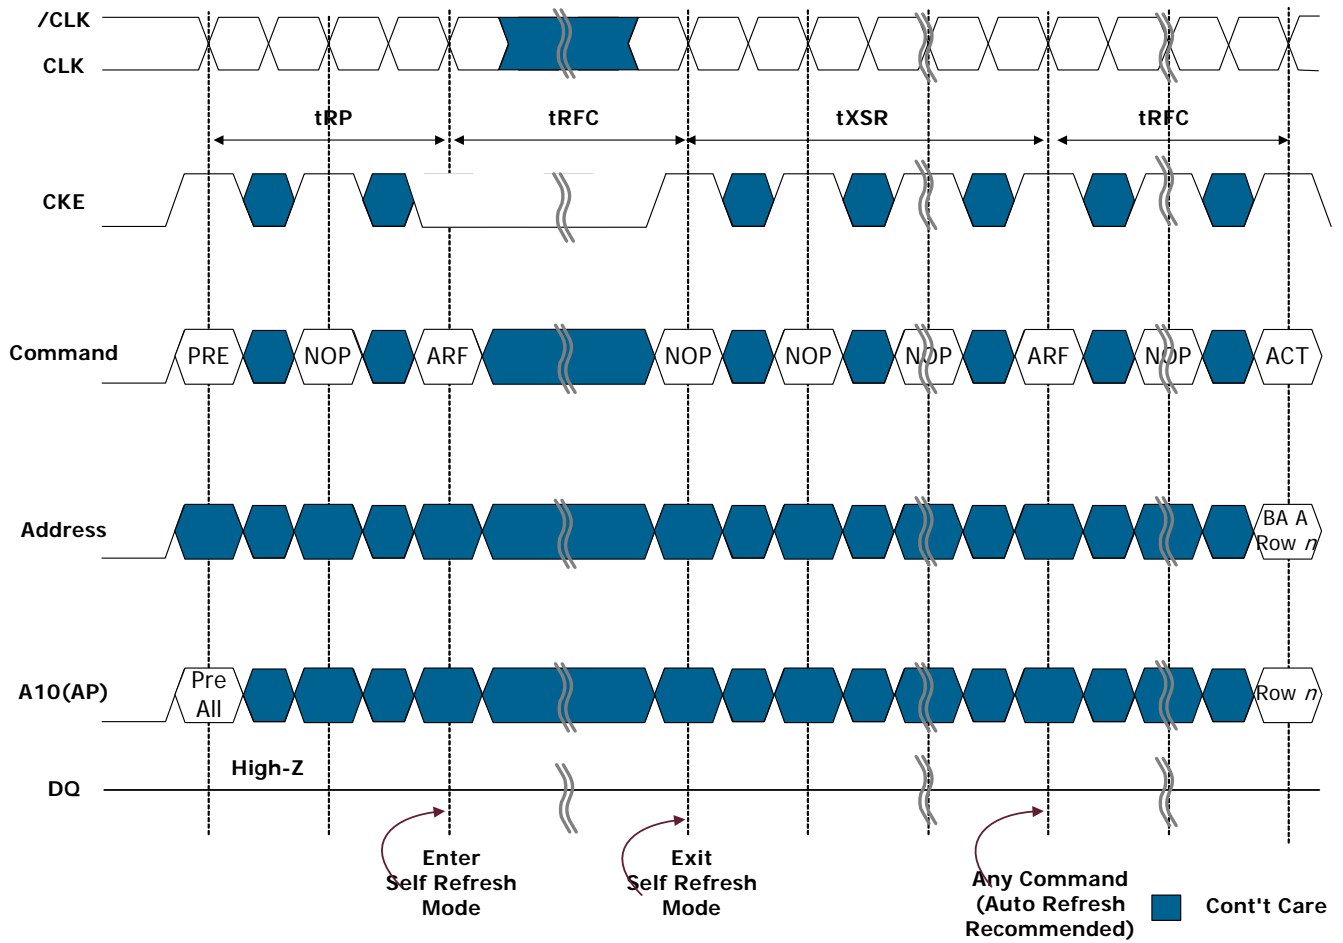 /CLK
CLK
tRP tRFC tXSR tRFC
CKE
Command PRE NOP ARF NOP NOP NOP ARF NOP ACT
Address BA A
Row n
A10(AP) Pre
All Row n
High-Z
DQ
Enter
Self Refresh
Mode
Exit
Self Refresh
Mode
Any Command
(Auto Refresh
Recommended)
Cont't Care